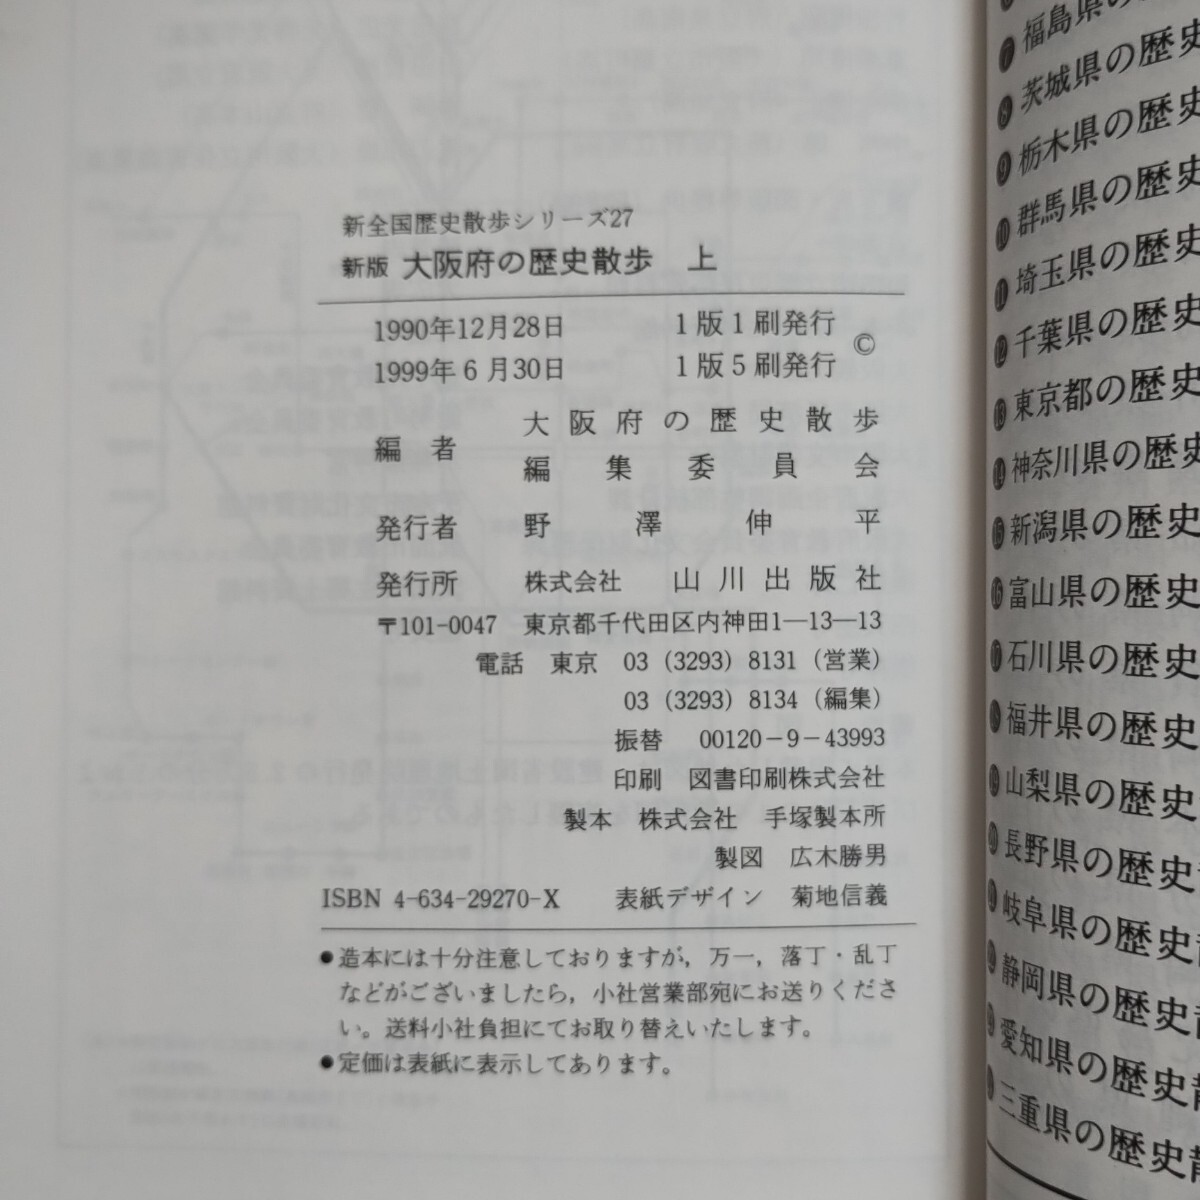 新全国歴史散歩シリーズ27
新版 大阪府の歴史散歩 上
1990年12月28日 1版1刷発行
1999年6月30日 1版5刷発行 ©
編者 大阪府の歴史散歩
編集委員会
発行者 野澤伸平
発行所 株式会社 山川出版社
〒101-0047 東京都千代田区内神田1—13—13
電話 東京 03（3293）8131（営業）
03（3293）8134（編集）
振替 00120－9－43993
印刷 図書印刷株式会社
製本 株式会社 手塚製本所
製図 広木勝男
ISBN 4-634-29270-X 表紙デザイン 菊地信義
●造本には十分注意しておりますが，万一，落丁・乱丁
などがございましたら，小社営業部宛にお送りくださ
い。送料小社負担にてお取り替えいたします。
●定価は表紙に表示してあります。
❼福島県の
❽茨城県の歴史
❾栃木県の歴史
❿群馬県の歴史
⓫埼玉県の歴史
⓬千葉県の歴史
⓭東京都の歴史
⓮神奈川県の歴史
⓯新潟県の歴史
⓰富山県の歴史
⓱石川県の歴史
福井県の歴史
山梨県の歴史
長野県の歴史
岐阜県の歴史
静岡県の歴史
愛知県の歴史
三重県の歴史